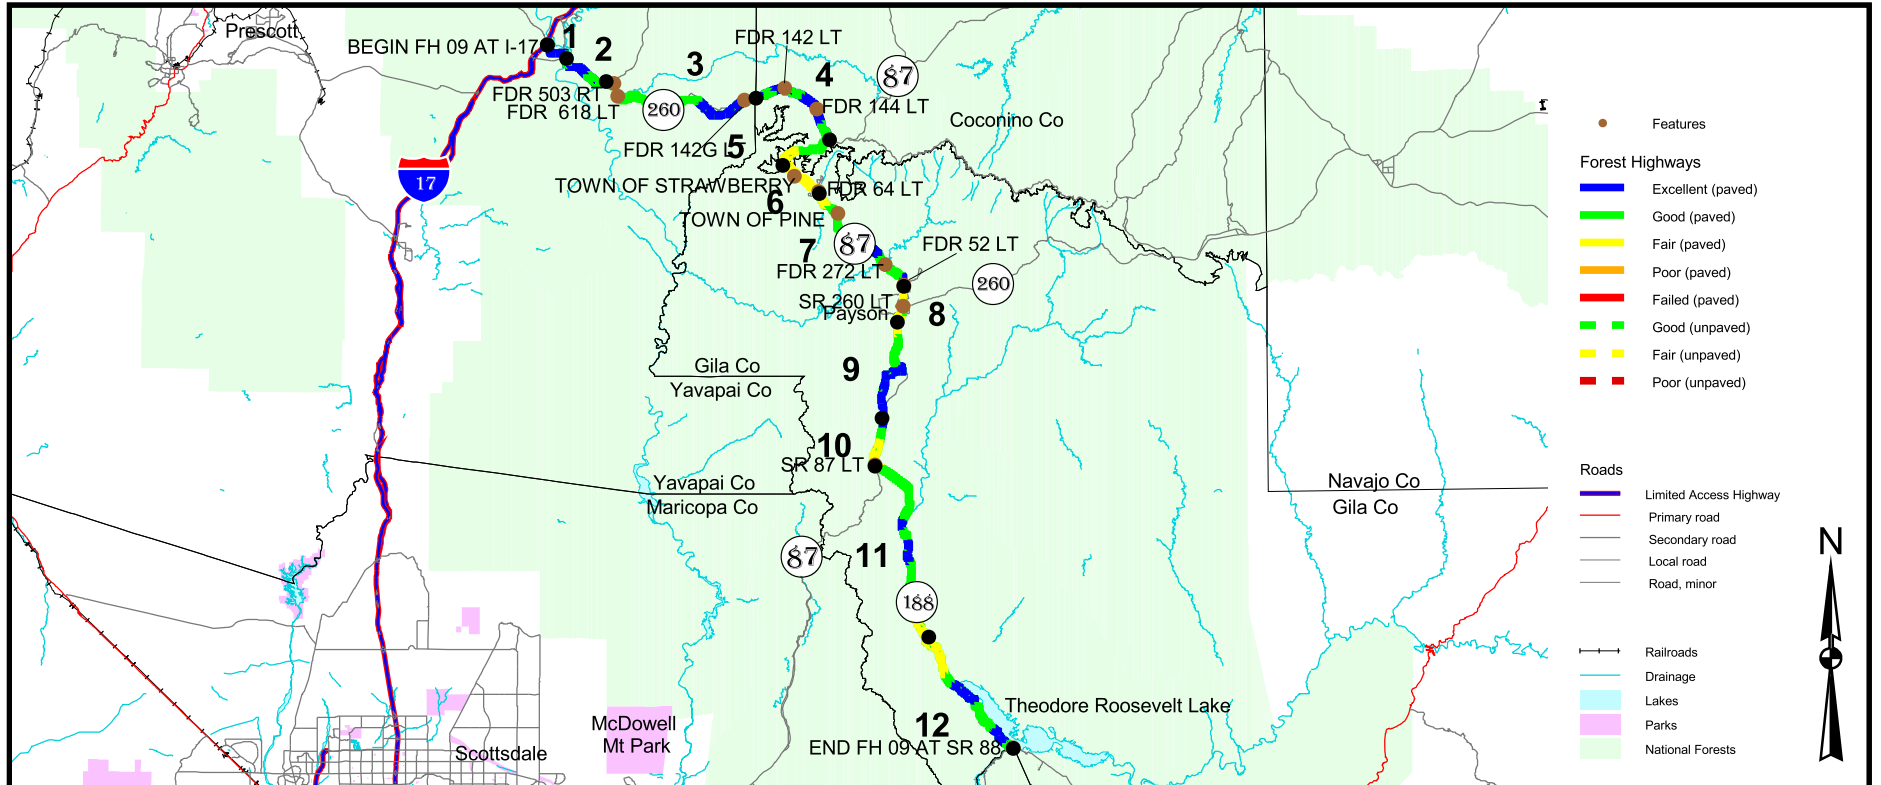 Prescott
BEGIN FH 09 AT I-17
1
2
3
FDR 142 LT
4
87
FDR 503 RT
FDR 618 LT
260
FDR 144 LT
Coconino Co
5
FDR 142G L
17
TOWN OF STRAWBERRY
FDR 64 LT
6
TOWN OF PINE
7
87
FDR 52 LT
FDR 272 LT
260
SR 260 LT
Payson
8
Gila Co
Yavapai Co
9
10
SR 87 LT
Yavapai Co
Maricopa Co
Navajo Co
Gila Co
87
11
188
Theodore Roosevelt Lake
McDowell
Mt Park
12
END FH 09 AT SR 88
Scottsdale
Features
Forest Highways
Excellent (paved)
Good (paved)
Fair (paved)
Poor (paved)
Failed (paved)
Good (unpaved)
Fair (unpaved)
Poor (unpaved)
Roads
Limited Access Highway
Primary road
Secondary road
Local road
Road, minor
N
Railroads
Drainage
Lakes
Parks
National Forests